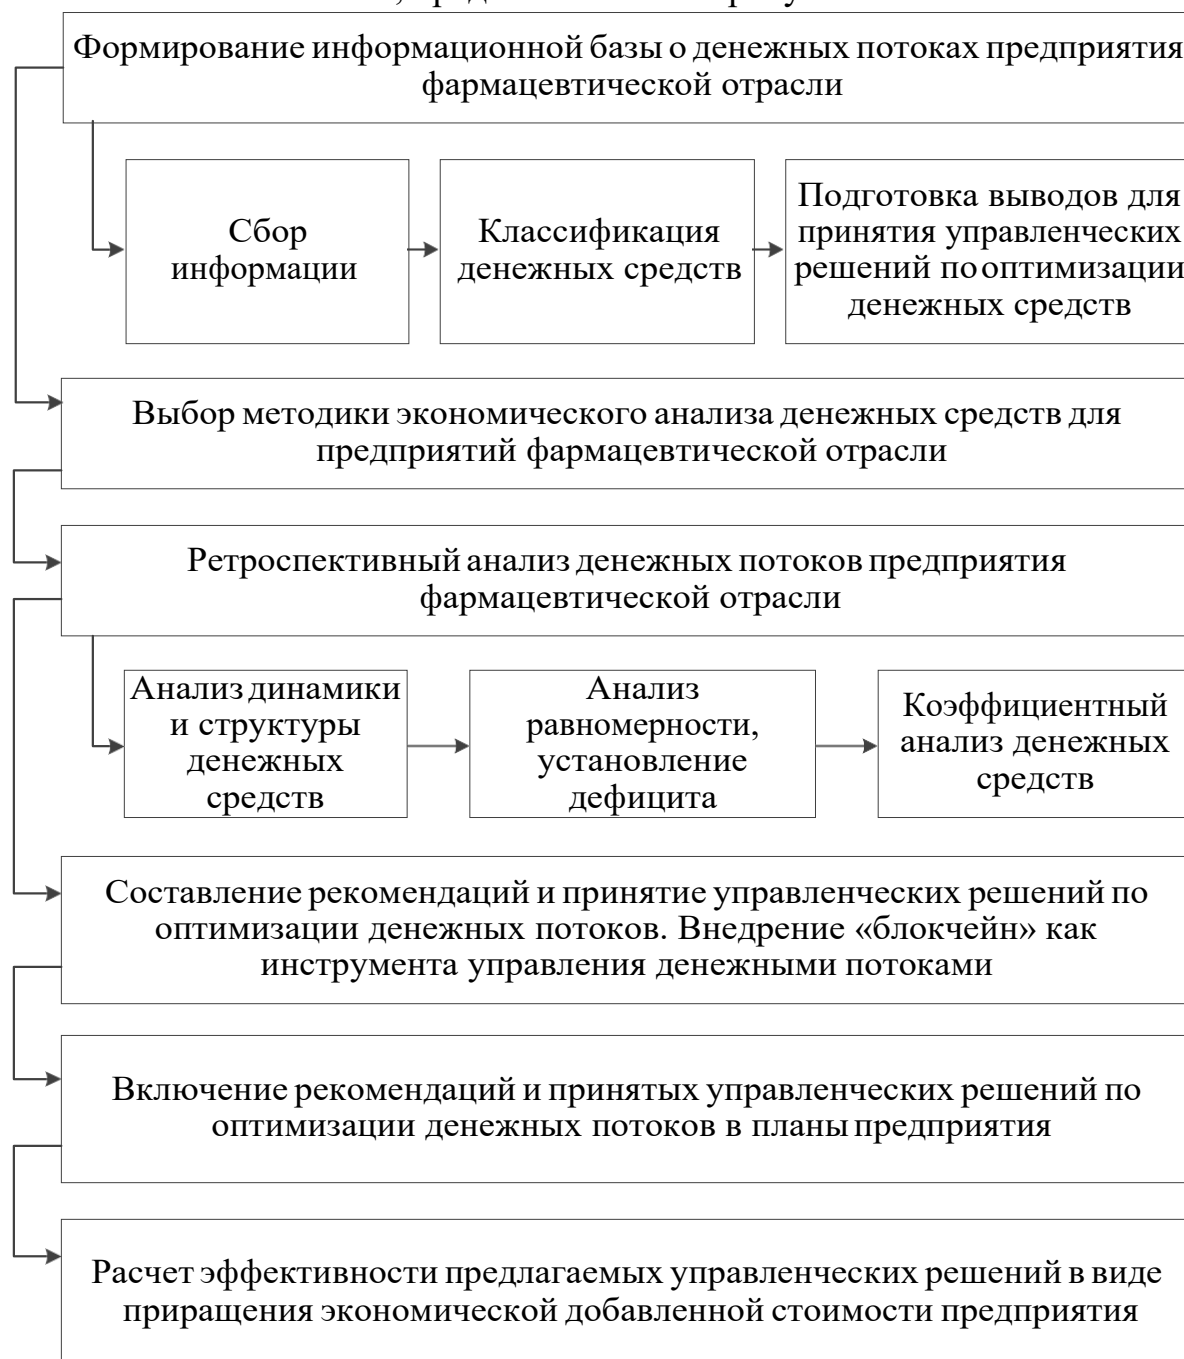 Формирование информационной базы о денежных потоках предприятия
фармацевтической отрасли
Сбор
информации
Классификация
денежных средств
Подготовка выводов для
принятия управленческих
решений по оптимизации
денежных средств
Выбор методики экономического анализа денежных средств для
предприятий фармацевтической отрасли
Ретроспективный анализ денежных потоков предприятия
фармацевтической отрасли
Анализ динамики
и структуры
денежных
средств
Анализ
равномерности,
установление
дефицита
Коэффициентный
анализ денежных
средств
Составление рекомендаций и принятие управленческих решений по
оптимизации денежных потоков. Внедрение «блокчейн» как
инструмента управления денежными потоками
Включение рекомендаций и принятых управленческих решений по
оптимизации денежных потоков в планы предприятия
Расчет эффективности предлагаемых управленческих решений в виде
приращения экономической добавленной стоимости предприятия